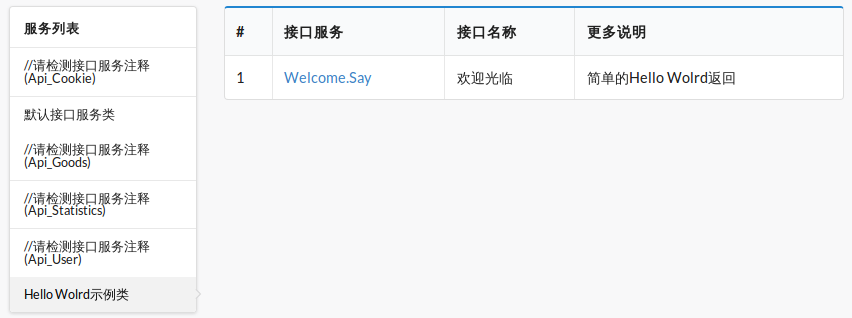 服务列表
//请检测接口服务注释
(Api_Cookie)
默认接口服务类
//请检测接口服务注释
(Api_Goods)
//请检测接口服务注释
(Api_Statistics)
//请检测接口服务注释
(Api_User)
Hello Wolrd示例类
# 接口服务 接口名称 更多说明
1 Welcome.Say 欢迎光临 简单的Hello Wolrd返回